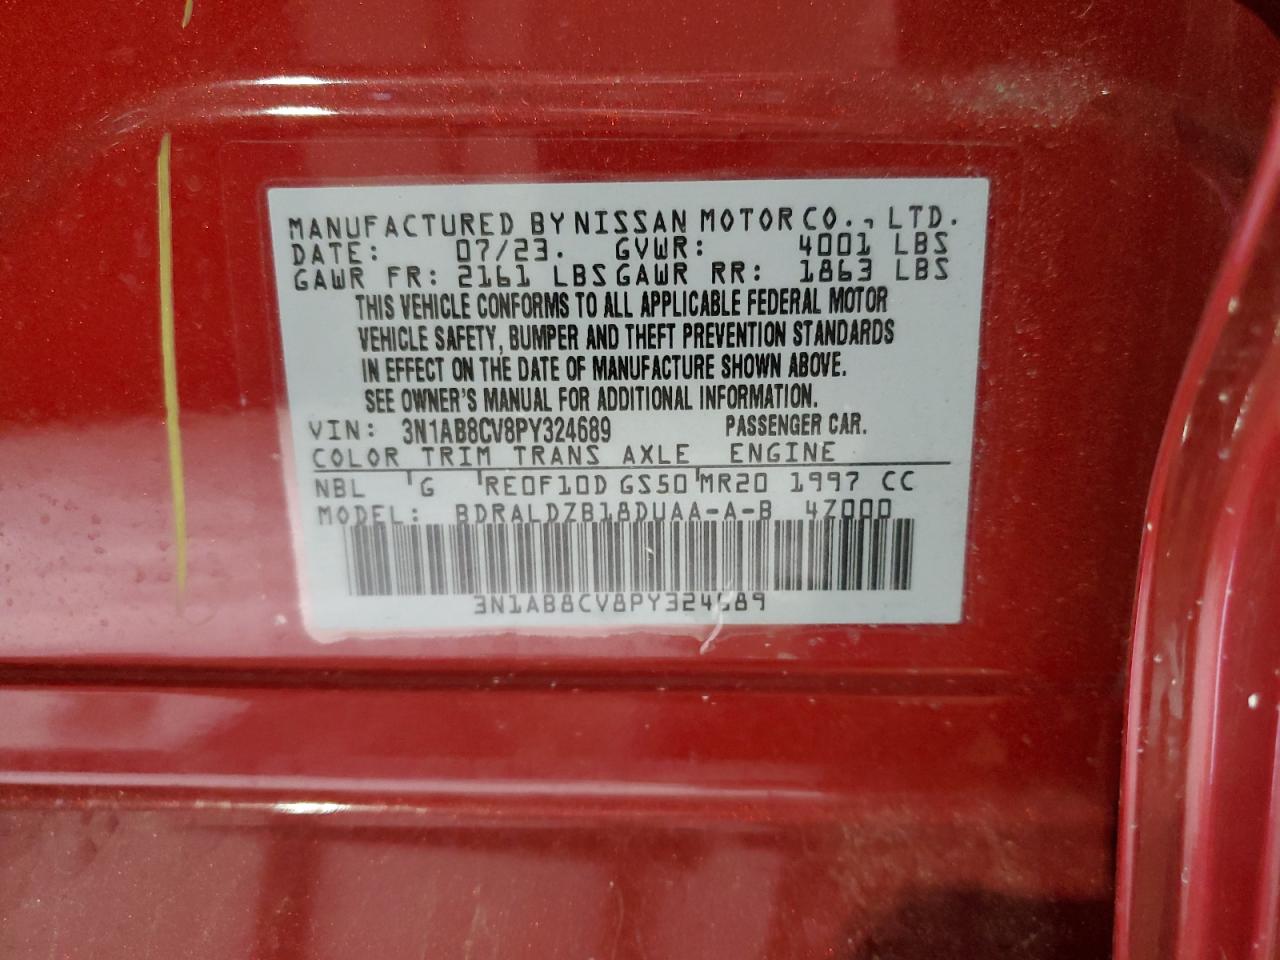 MANUFACTURED BY NISSAN MOTOR CO., LTD.
DATE: 07/23. GVWR: 4001 LBS
GAWR FR: 2161 LBS GAWR RR: 1863 LBS
THIS VEHICLE CONFORMS TO ALL APPLICABLE FEDERAL MOTOR
VEHICLE SAFETY, BUMPER AND THEFT PREVENTION STANDARDS
IN EFFECT ON THE DATE OF MANUFACTURE SHOWN ABOVE.
SEE OWNER'S MANUAL FOR ADDITIONAL INFORMATION.
VIN: 3N1AB8CV8PY324689 PASSENGER CAR.
COLOR TRIM TRANS AXLE ENGINE
NBL G RE0F10D GS50 MR20 1997 CC
MODEL: BDRALDZB18DUAA-A-B 4Z000
3N1AB8CV8PY324689